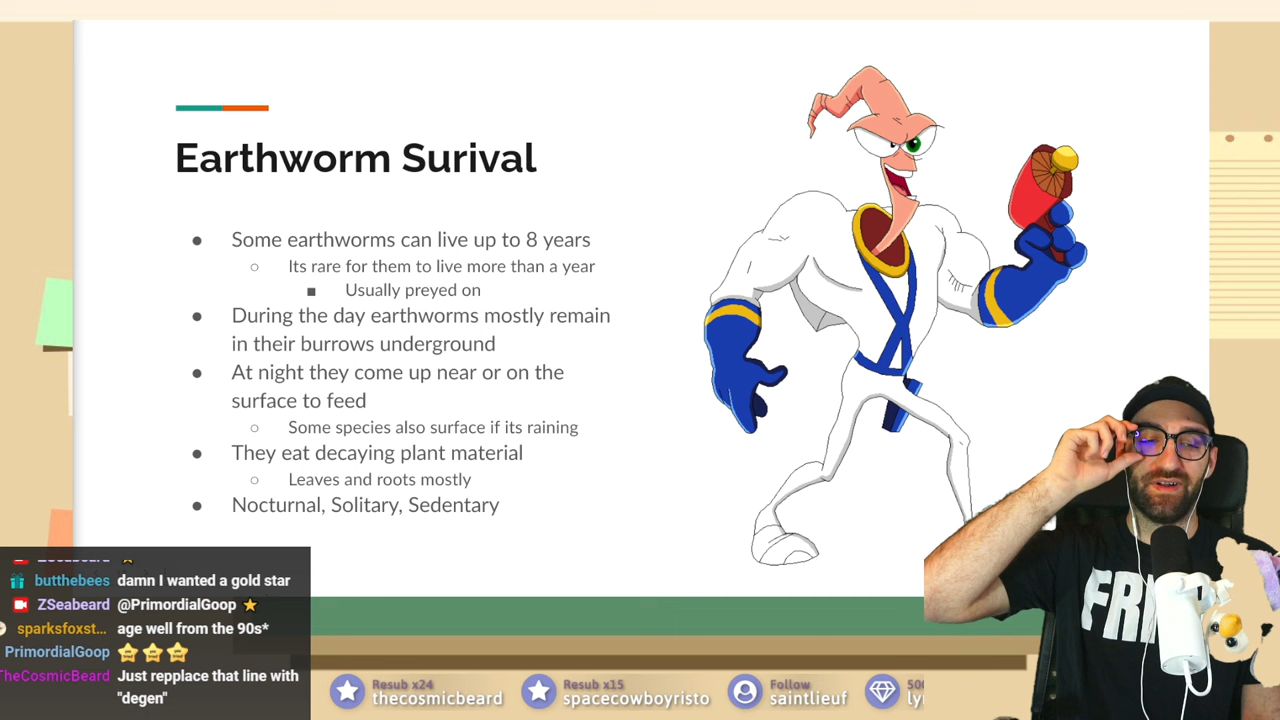 Earthworm Surival
Some earthworms can live up to 8 years
Its rare for them to live more than a year
Usually preyed on
During the day earthworms mostly remain
in their burrows underground
At night they come up near or on the
surface to feed
Some species also surface if its raining
They eat decaying plant material
Leaves and roots mostly
Nocturnal, Solitary, Sedentary
butthebees damn I wanted a gold star
ZSeabeard @PrimordialGoop
sparksfoxst... age well from the 90s*
PrimordialGoop
TheCosmicBeard Just repplace that line with
"degen"
Resub x24
thecosmicbeard
Resub x15
spacecowboyristo
Follow
saintlieuf